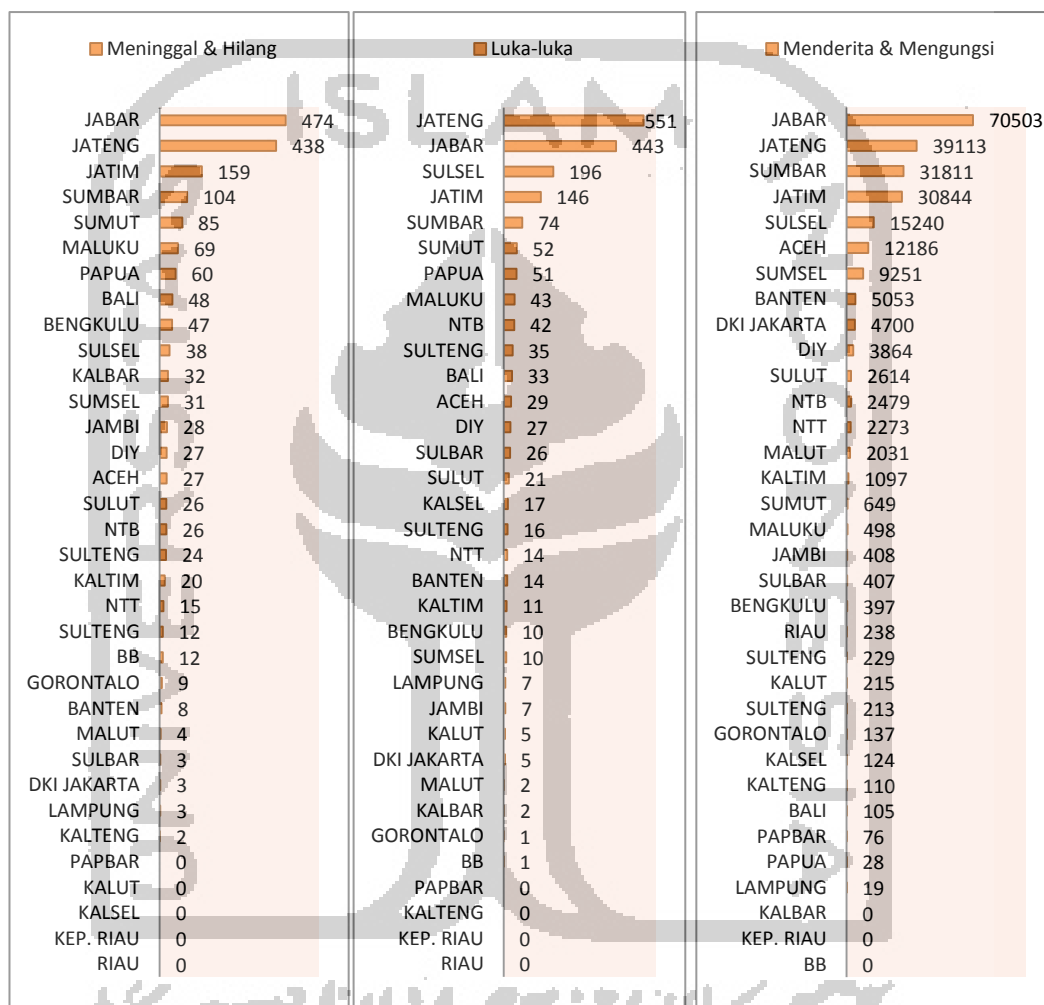 Meninggal & Hilang
JABAR 474
JATENG 438
JATIM 159
SUMBAR 104
SUMUT 85
MALUKU 69
PAPUA 60
BALI 48
BENGKULU 47
SULSEL 38
KALBAR 32
SUMSEL 31
JAMBI 28
DIY 27
ACEH 27
SULUT 26
NTB 26
SULTENG 24
KALTIM 20
NTT 15
SULTENG 12
BB 12
GORONTALO 9
BANTEN 8
MALUT 4
SULBAR 3
DKI JAKARTA 3
LAMPUNG 3
KALTENG 2
PAPBAR 0
KALUT 0
KALSEL 0
KEP. RIAU 0
RIAU 0
Luka-luka
JATENG 551
JABAR 443
SULSEL 196
JATIM 146
SUMBAR 74
SUMUT 52
PAPUA 51
MALUKU 43
NTB 42
SULTENG 35
BALI 33
ACEH 29
DIY 27
SULBAR 26
SULUT 21
KALSEL 17
SULTENG 16
NTT 14
BANTEN 14
KALTIM 11
BENGKULU 10
SUMSEL 10
LAMPUNG 7
JAMBI 7
KALUT 5
DKI JAKARTA 5
MALUT 2
KALBAR 2
GORONTALO 1
BB 1
PAPBAR 0
KALTENG 0
KEP. RIAU 0
RIAU 0
Menderita & Mengungsi
JABAR 70503
JATENG 39113
SUMBAR 31811
JATIM 30844
SULSEL 15240
ACEH 12186
SUMSEL 9251
BANTEN 5053
DKI JAKARTA 4700
DIY 3864
SULUT 2614
NTB 2479
NTT 2273
MALUT 2031
KALTIM 1097
SUMUT 649
MALUKU 498
JAMBI 408
SULBAR 407
BENGKULU 397
RIAU 238
SULTENG 229
KALUT 215
SULTENG 213
GORONTALO 137
KALSEL 124
KALTENG 110
BALI 105
PAPBAR 76
PAPUA 28
LAMPUNG 19
KALBAR 0
KEP. RIAU 0
BB 0
UNIVERSITAS
ISLAM
INDONESIA